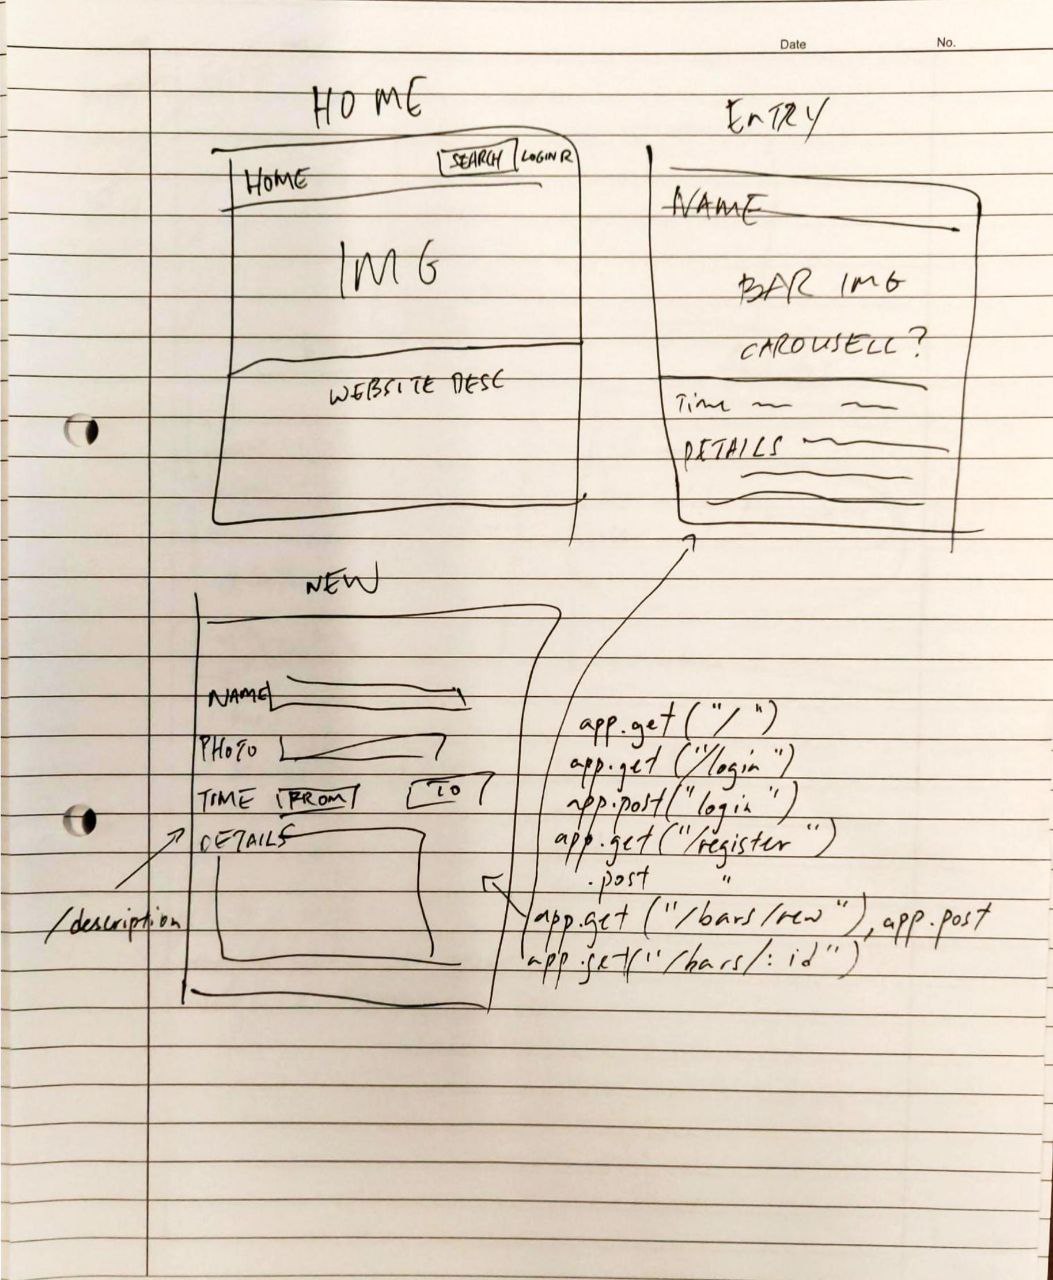 Date No.
HOME
HOME SEARCH LOGIN R
IMG
WEBSITE DESC
EnTRY
NAME
BAR IMG
CAROUSELL?
Time
DETAILS
NEW
NAME
PHOTO
TIME FROM TO
DETAILS
/description
app.get ("/ ")
app.get ("/login")
app.post("login")
app.get("/register")
.post "
app.get ("/bars/new"), app.post
app.get("/bars/:id")